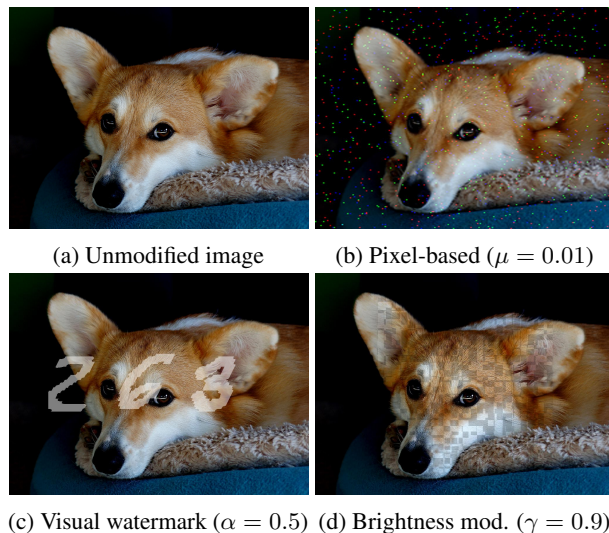 (a) Unmodified image
(b) Pixel-based (μ = 0.01)
263
(c) Visual watermark (α = 0.5)
(d) Brightness mod. (γ = 0.9)